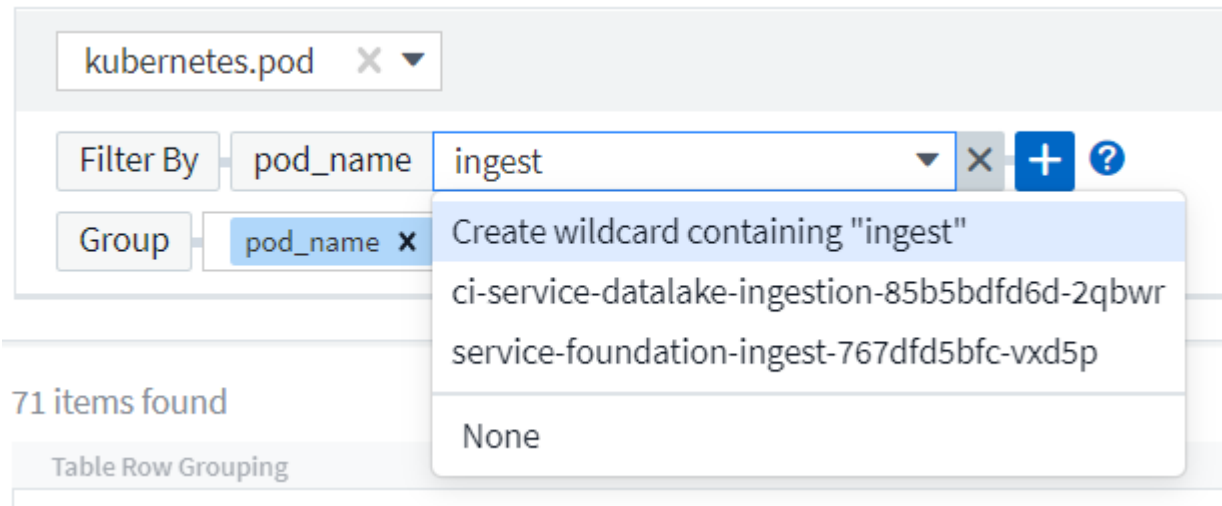 kubernetes.pod
Filter By pod_name ingest
Group pod_name
Create wildcard containing "ingest"
ci-service-datalake-ingestion-85b5bdfd6d-2qbwr
service-foundation-ingest-767dfd5bfc-vxd5p
None
71 items found
Table Row Grouping